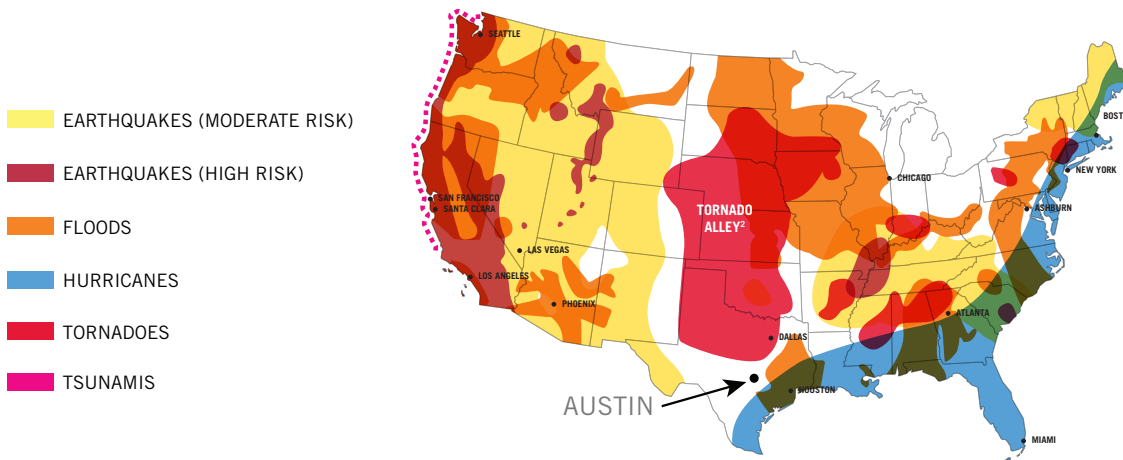 EARTHQUAKES (MODERATE RISK)
EARTHQUAKES (HIGH RISK)
FLOODS
HURRICANES
TORNADOES
TSUNAMIS
SEATTLE
BOST
CHICAGO
NEW YORK
SAN FRANCISCO
SANTA CLARA
TORNADO
ALLEY²
ASHBURN
LAS VEGAS
LOS ANGELES
PHOENIX
ATLANTA
DALLAS
HOUSTON
AUSTIN
MIAMI